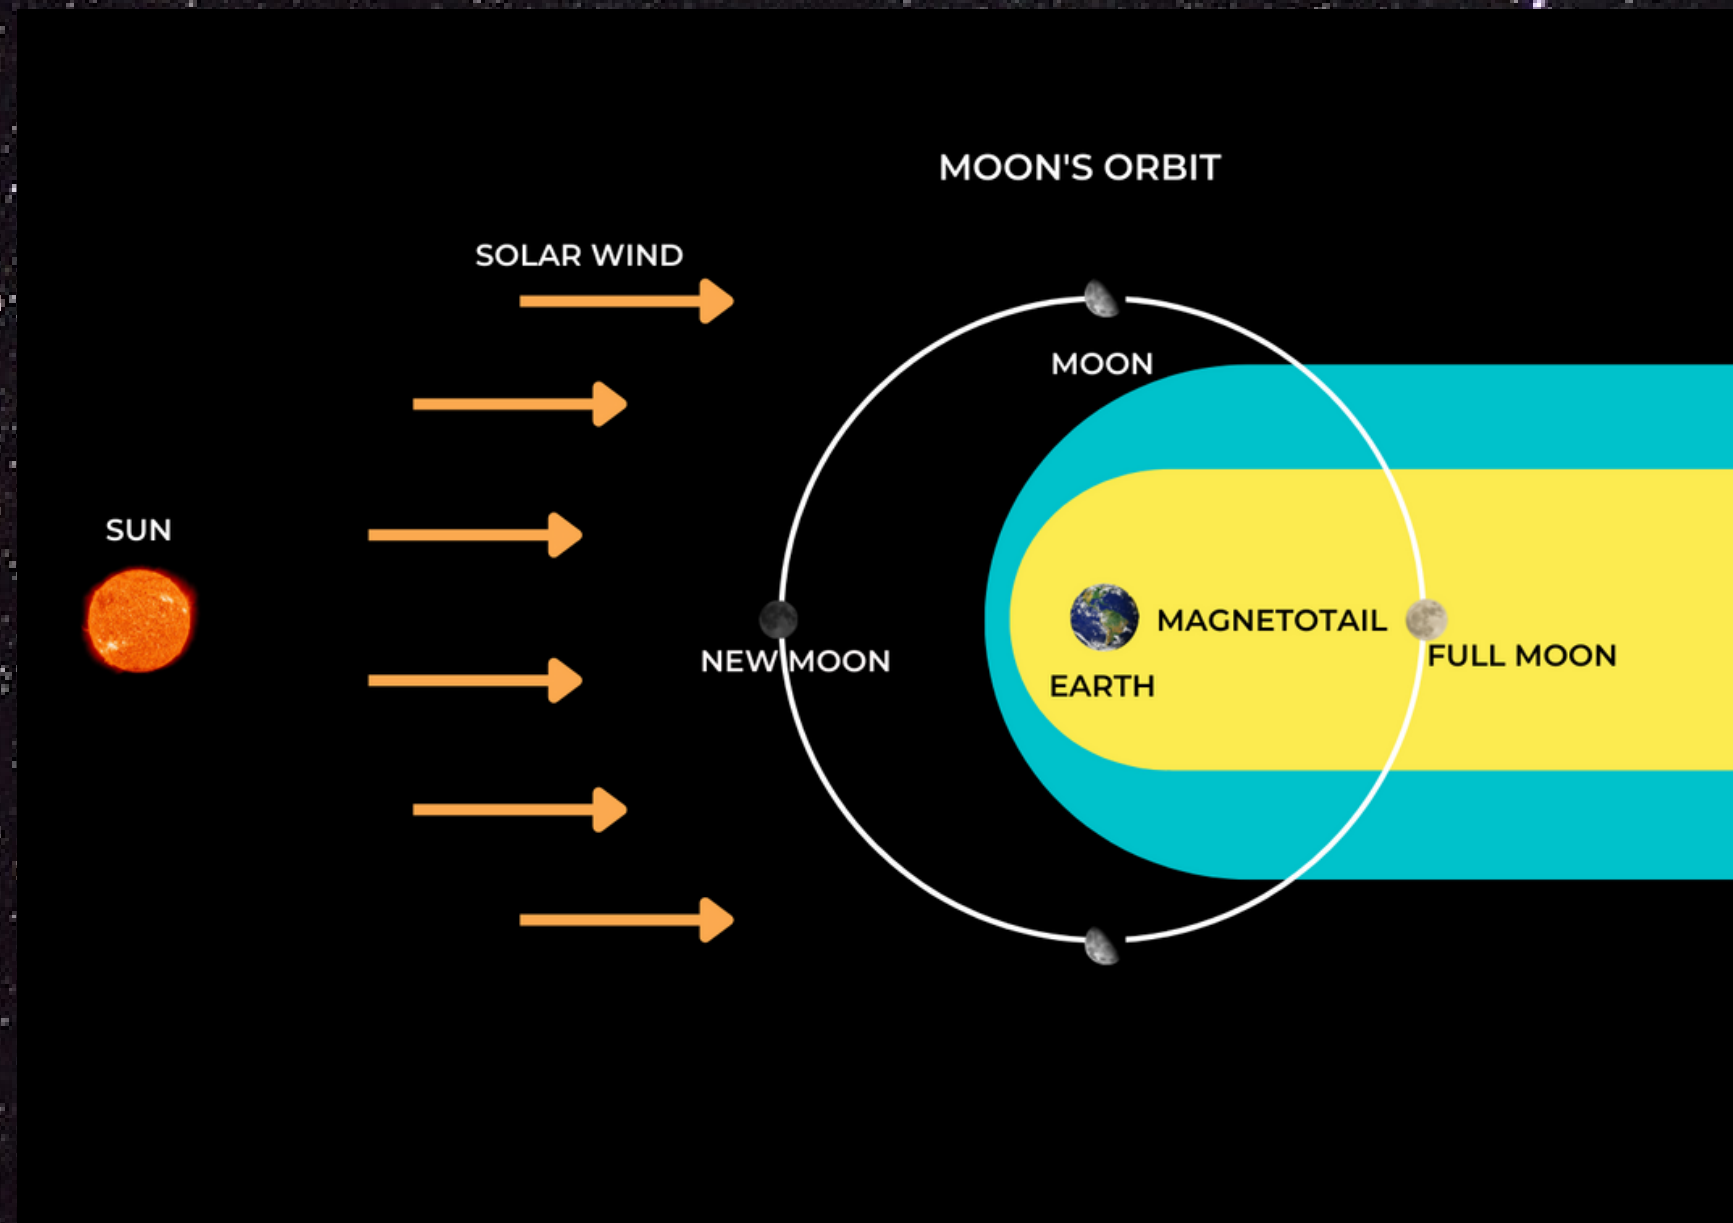 MOON'S ORBIT
SOLAR WIND
MOON
SUN
MAGNETOTAIL
NEW MOON
FULL MOON
EARTH